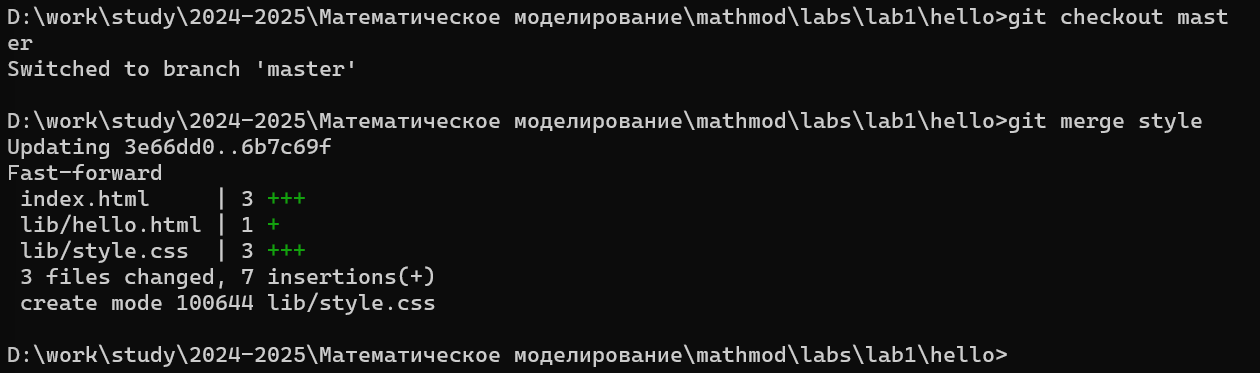 D:\work\study\2024-2025\Математическое моделирование\mathmod\labs\lab1\hello>git checkout mast
er
Switched to branch 'master'
D:\work\study\2024-2025\Математическое моделирование\mathmod\labs\lab1\hello>git merge style
Updating 3e66dd0..6b7c69f
Fast-forward
 index.html     | 3 +++
 lib/hello.html | 1 +
 lib/style.css  | 3 +++
 3 files changed, 7 insertions(+)
 create mode 100644 lib/style.css
D:\work\study\2024-2025\Математическое моделирование\mathmod\labs\lab1\hello>